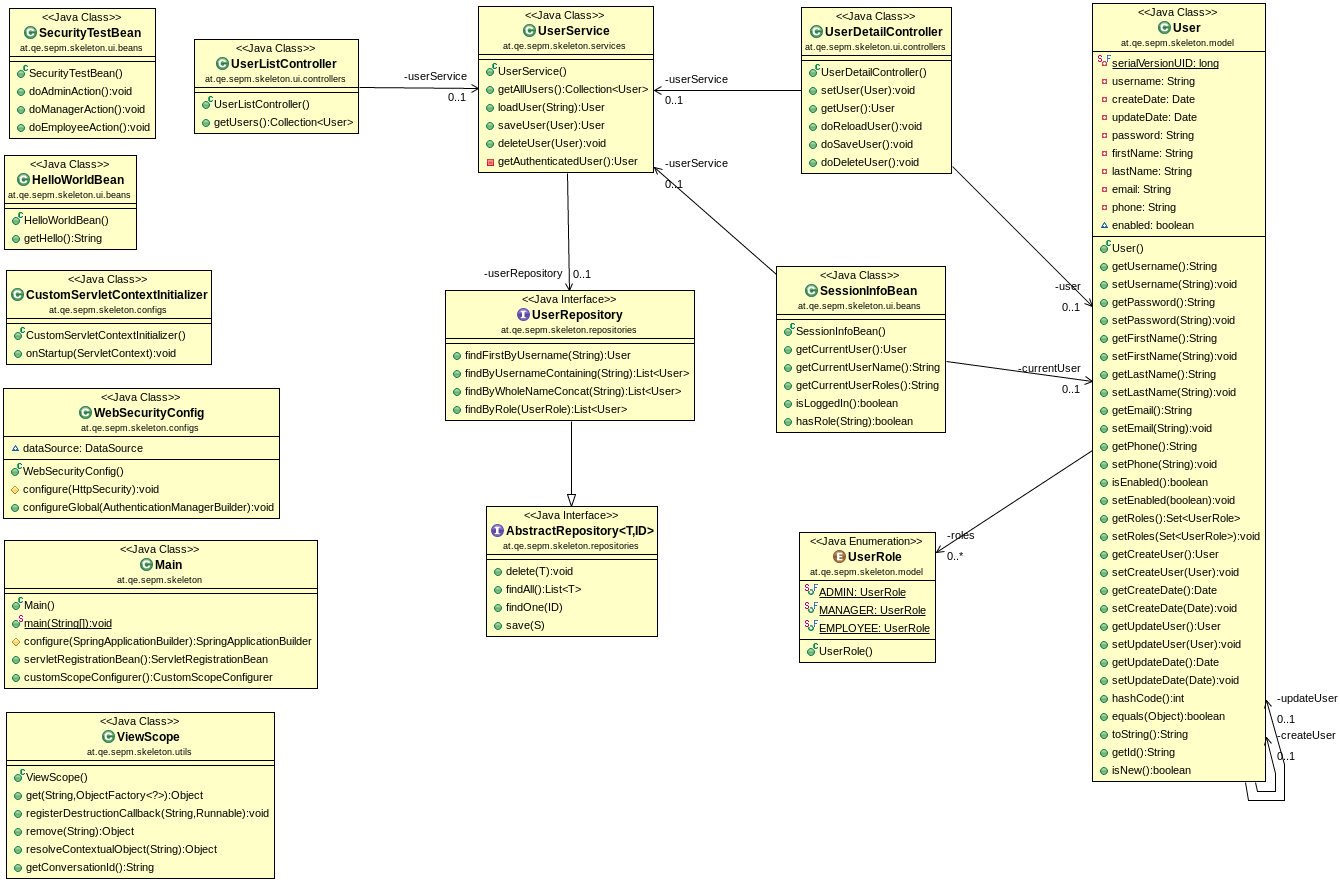 <<Java Class>>
SecurityTestBean
at.qe.sepm.skeleton.ui.beans
SecurityTestBean()
doAdminAction():void
doManagerAction():void
doEmployeeAction():void
<<Java Class>>
HelloWorldBean
at.qe.sepm.skeleton.ui.beans
HelloWorldBean()
getHello():String
<<Java Class>>
CustomServletContextInitializer
at.qe.sepm.skeleton.configs
CustomServletContextInitializer()
onStartup(ServletContext):void
<<Java Class>>
WebSecurityConfig
at.qe.sepm.skeleton.configs
dataSource: DataSource
WebSecurityConfig()
configure(HttpSecurity):void
configureGlobal(AuthenticationManagerBuilder):void
<<Java Class>>
Main
at.qe.sepm.skeleton
Main()
main(String[]):void
configure(SpringApplicationBuilder):SpringApplicationBuilder
servletRegistrationBean():ServletRegistrationBean
customScopeConfigurer():CustomScopeConfigurer
<<Java Class>>
ViewScope
at.qe.sepm.skeleton.utils
ViewScope()
get(String,ObjectFactory<?>):Object
registerDestructionCallback(String,Runnable):void
remove(String):Object
resolveContextualObject(String):Object
getConversationId():String
<<Java Class>>
UserListController
at.qe.sepm.skeleton.ui.controllers
UserListController()
getUsers():Collection<User>
-userService
0..1
<<Java Class>>
UserService
at.qe.sepm.skeleton.services
UserService()
getAllUsers():Collection<User>
loadUser(String):User
saveUser(User):User
deleteUser(User):void
getAuthenticatedUser():User
-userService
0..1
-userService
0..1
-userRepository
0..1
<<Java Interface>>
UserRepository
at.qe.sepm.skeleton.repositories
findFirstByUsername(String):User
findByUsernameContaining(String):List<User>
findByWholeNameConcat(String):List<User>
findByRole(UserRole):List<User>
<<Java Interface>>
AbstractRepository<T,ID>
at.qe.sepm.skeleton.repositories
delete(T):void
findAll():List<T>
findOne(ID)
save(S)
<<Java Class>>
UserDetailController
at.qe.sepm.skeleton.ui.controllers
UserDetailController()
setUser(User):void
getUser():User
doReloadUser():void
doSaveUser():void
doDeleteUser():void
<<Java Class>>
SessionInfoBean
at.qe.sepm.skeleton.ui.beans
SessionInfoBean()
getCurrentUser():User
getCurrentUserName():String
getCurrentUserRoles():String
isLoggedIn():boolean
hasRole(String):boolean
-user
0..1
-currentUser
0..1
-roles
0..*
<<Java Enumeration>>
UserRole
at.qe.sepm.skeleton.model
ADMIN: UserRole
MANAGER: UserRole
EMPLOYEE: UserRole
UserRole()
<<Java Class>>
User
at.qe.sepm.skeleton.model
serialVersionUID: long
username: String
createDate: Date
updateDate: Date
password: String
firstName: String
lastName: String
email: String
phone: String
enabled: boolean
User()
getUsername():String
setUsername(String):void
getPassword():String
setPassword(String):void
getFirstName():String
setFirstName(String):void
getLastName():String
setLastName(String):void
getEmail():String
setEmail(String):void
getPhone():String
setPhone(String):void
isEnabled():boolean
setEnabled(boolean):void
getRoles():Set<UserRole>
setRoles(Set<UserRole>):void
getCreateUser():User
setCreateUser(User):void
getCreateDate():Date
setCreateDate(Date):void
getUpdateUser():User
setUpdateUser(User):void
getUpdateDate():Date
setUpdateDate(Date):void
hashCode():int
equals(Object):boolean
toString():String
getId():String
isNew():boolean
-updateUser
0..1
-createUser
0..1